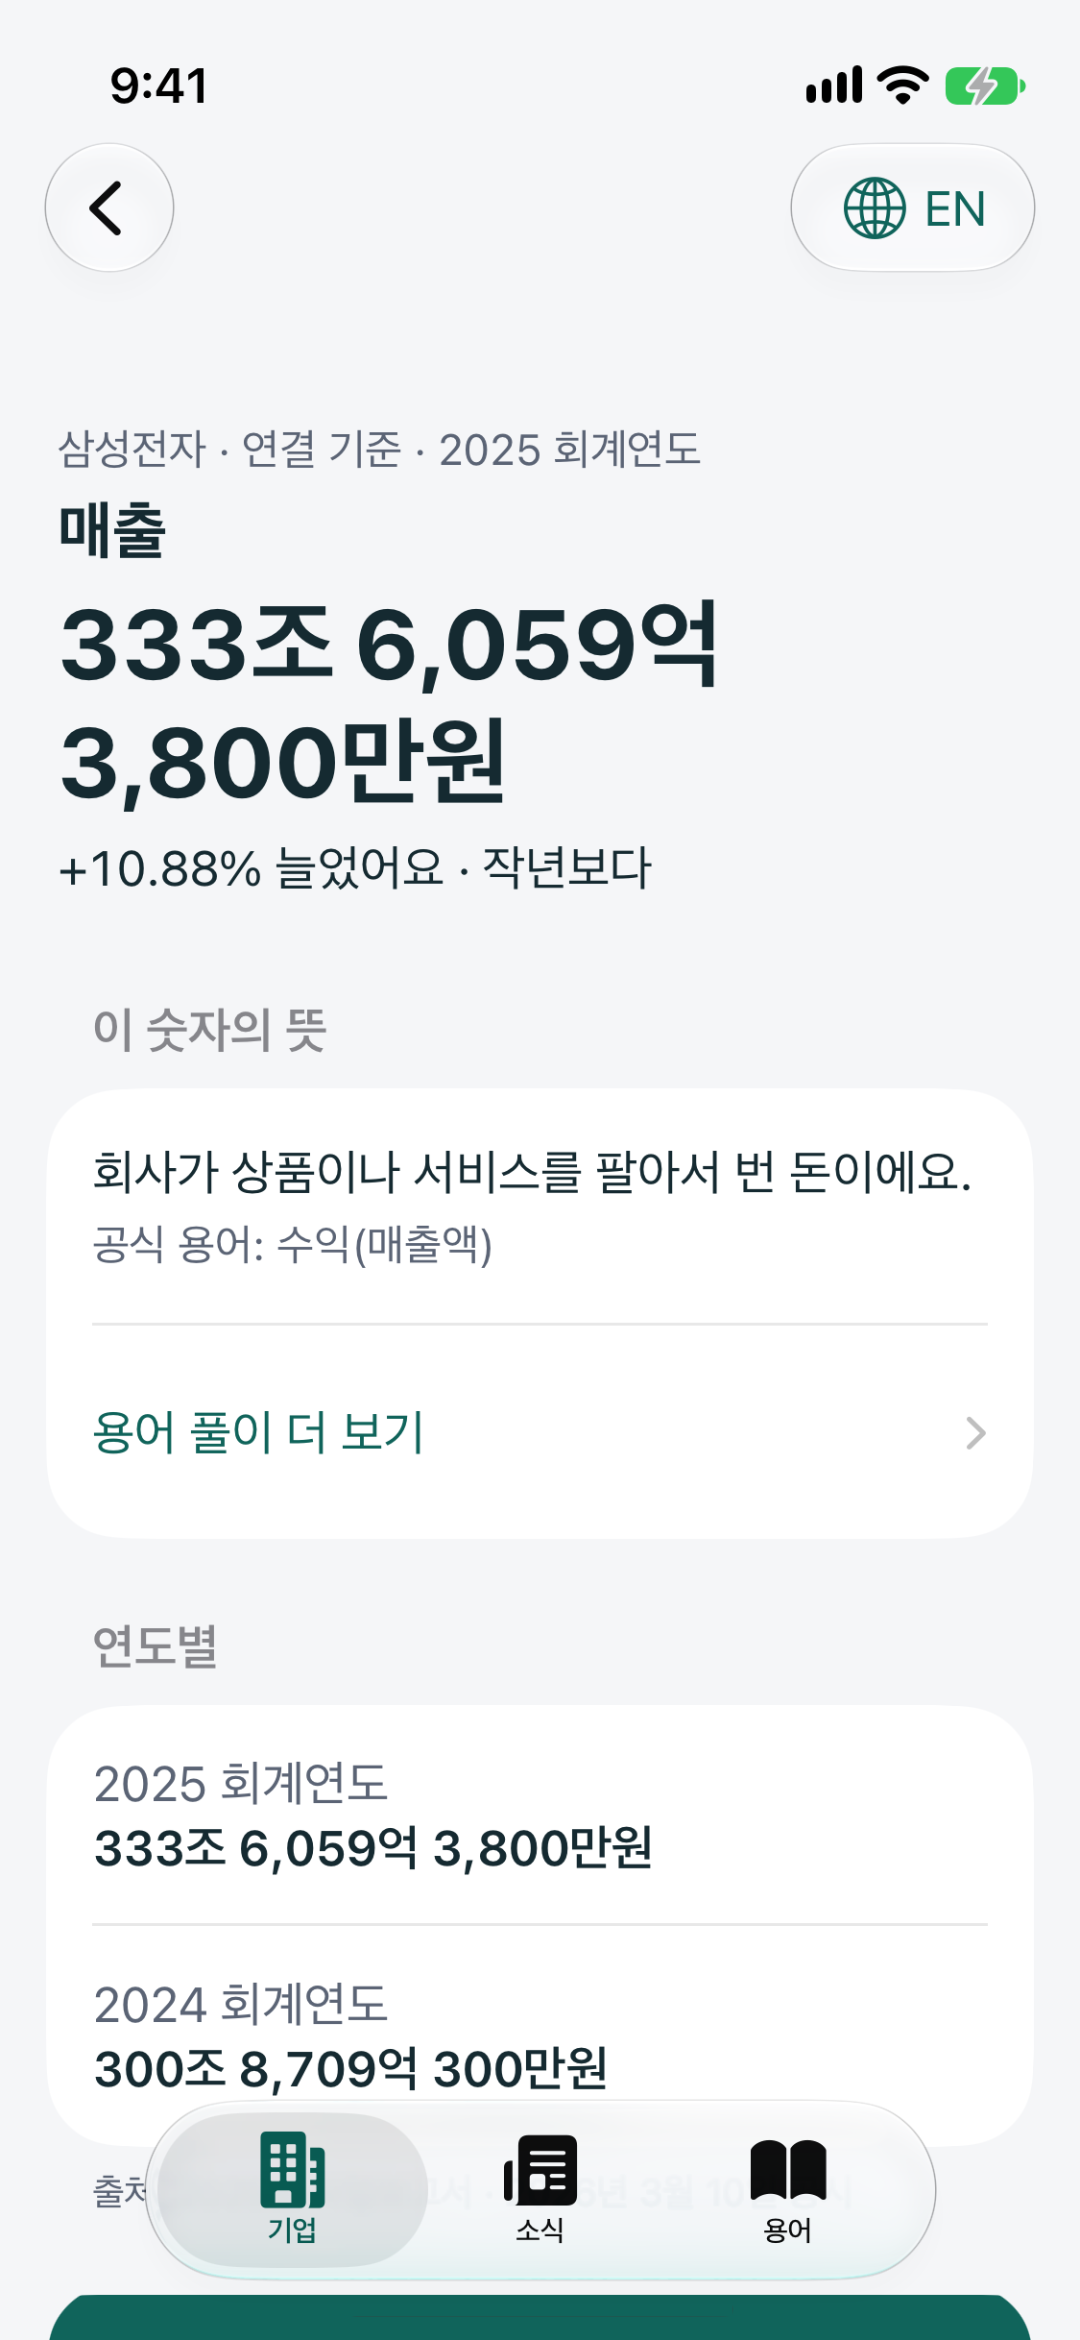 9:41
EN
삼성전자 · 연결 기준 · 2025 회계연도
매출
333조 6,059억
3,800만원
+10.88% 늘었어요 · 작년보다
이 숫자의 뜻
회사가 상품이나 서비스를 팔아서 번 돈이에요.
공식 용어: 수익(매출액)
용어 풀이 더 보기
연도별
2025 회계연도
333조 6,059억 3,800만원
2024 회계연도
300조 8,709억 300만원
3월 10일
기업
소식
용어